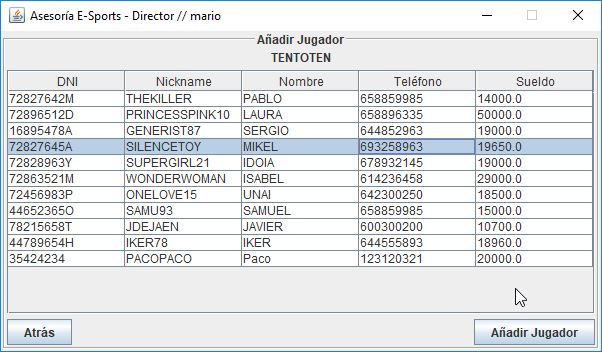 Asesoría E-Sports - Director // mario
Añadir Jugador
TENTOTEN
DNI Nickname Nombre Teléfono Sueldo
72827642M THEKILLER PABLO 658859985 14000.0
72896512D PRINCESSPINK10 LAURA 658896335 50000.0
16895478A GENERIST87 SERGIO 644852963 19000.0
72827645A SILENCETOY MIKEL 693258963 19650.0
72828963Y SUPERGIRL21 IDOIA 678932145 19000.0
72863521M WONDERWOMAN ISABEL 614236458 29000.0
72456983P ONELOVE15 UNAI 642300250 18500.0
44652365O SAMU93 SAMUEL 658859985 15000.0
78215658T JDEJAEN JAVIER 600300200 10700.0
44789654H IKER78 IKER 644555893 18960.0
35424234 PACOPACO Paco 123120321 20000.0
Atrás Añadir Jugador